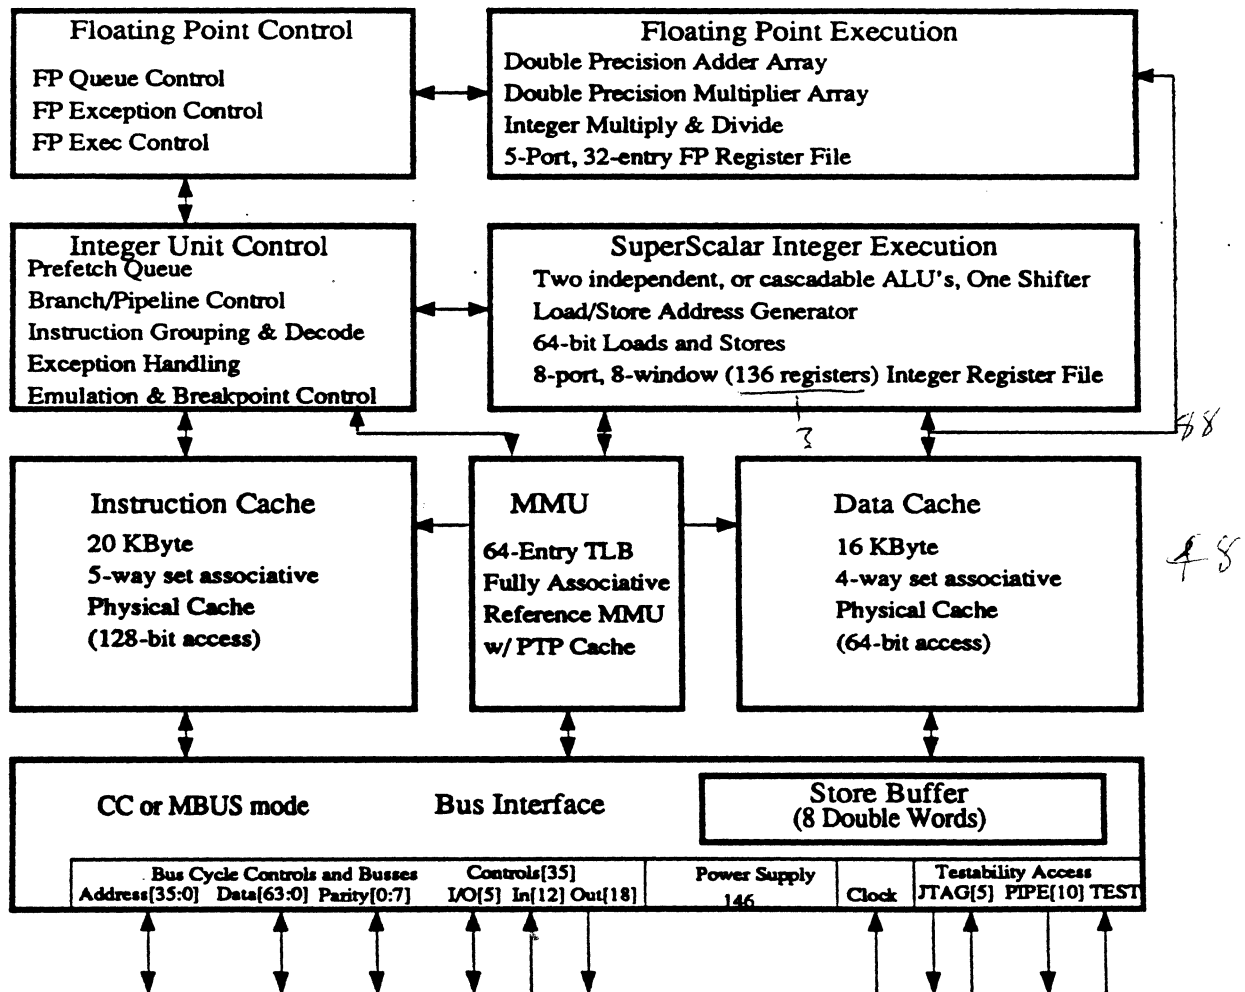 Floating Point Control
FP Queue Control
FP Exception Control
FP Exec Control
Floating Point Execution
Double Precision Adder Array
Double Precision Multiplier Array
Integer Multiply & Divide
5-Port, 32-entry FP Register File
Integer Unit Control
Prefetch Queue
Branch/Pipeline Control
Instruction Grouping & Decode
Exception Handling
Emulation & Breakpoint Control
SuperScalar Integer Execution
Two independent, or cascadable ALU's, One Shifter
Load/Store Address Generator
64-bit Loads and Stores
8-port, 8-window (136 registers) Integer Register File
3
88
Instruction Cache
20 KByte
5-way set associative
Physical Cache
(128-bit access)
MMU
64-Entry TLB
Fully Associative
Reference MMU
w/ PTP Cache
Data Cache
16 KByte
4-way set associative
Physical Cache
(64-bit access)
CC or MBUS mode
Bus Interface
Store Buffer
(8 Double Words)
Bus Cycle Controls and Busses
Address[35:0] Data[63:0] Parity[0:7]
Controls[35]
I/O[5] In[12] Out[18]
Power Supply
146
Clock
Testability Access
JTAG[5] PIPE[10] TEST